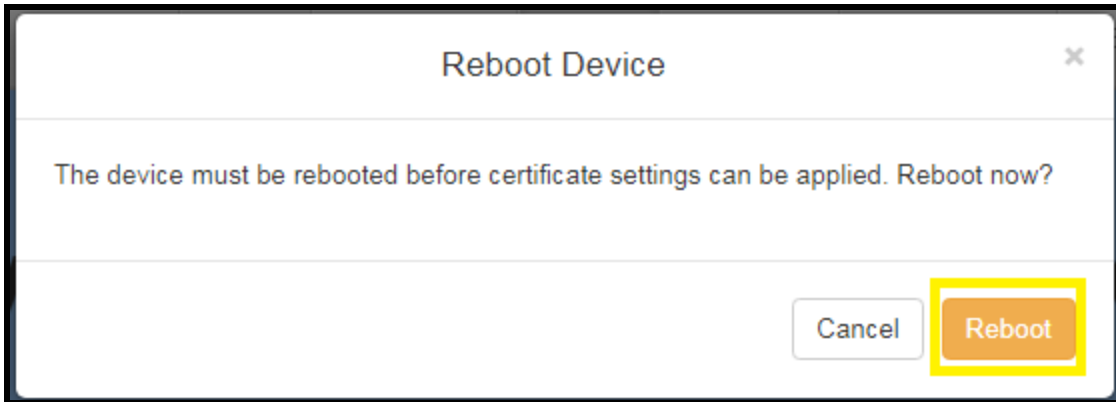 Reboot Device
×
The device must be rebooted before certificate settings can be applied. Reboot now?
Cancel
Reboot